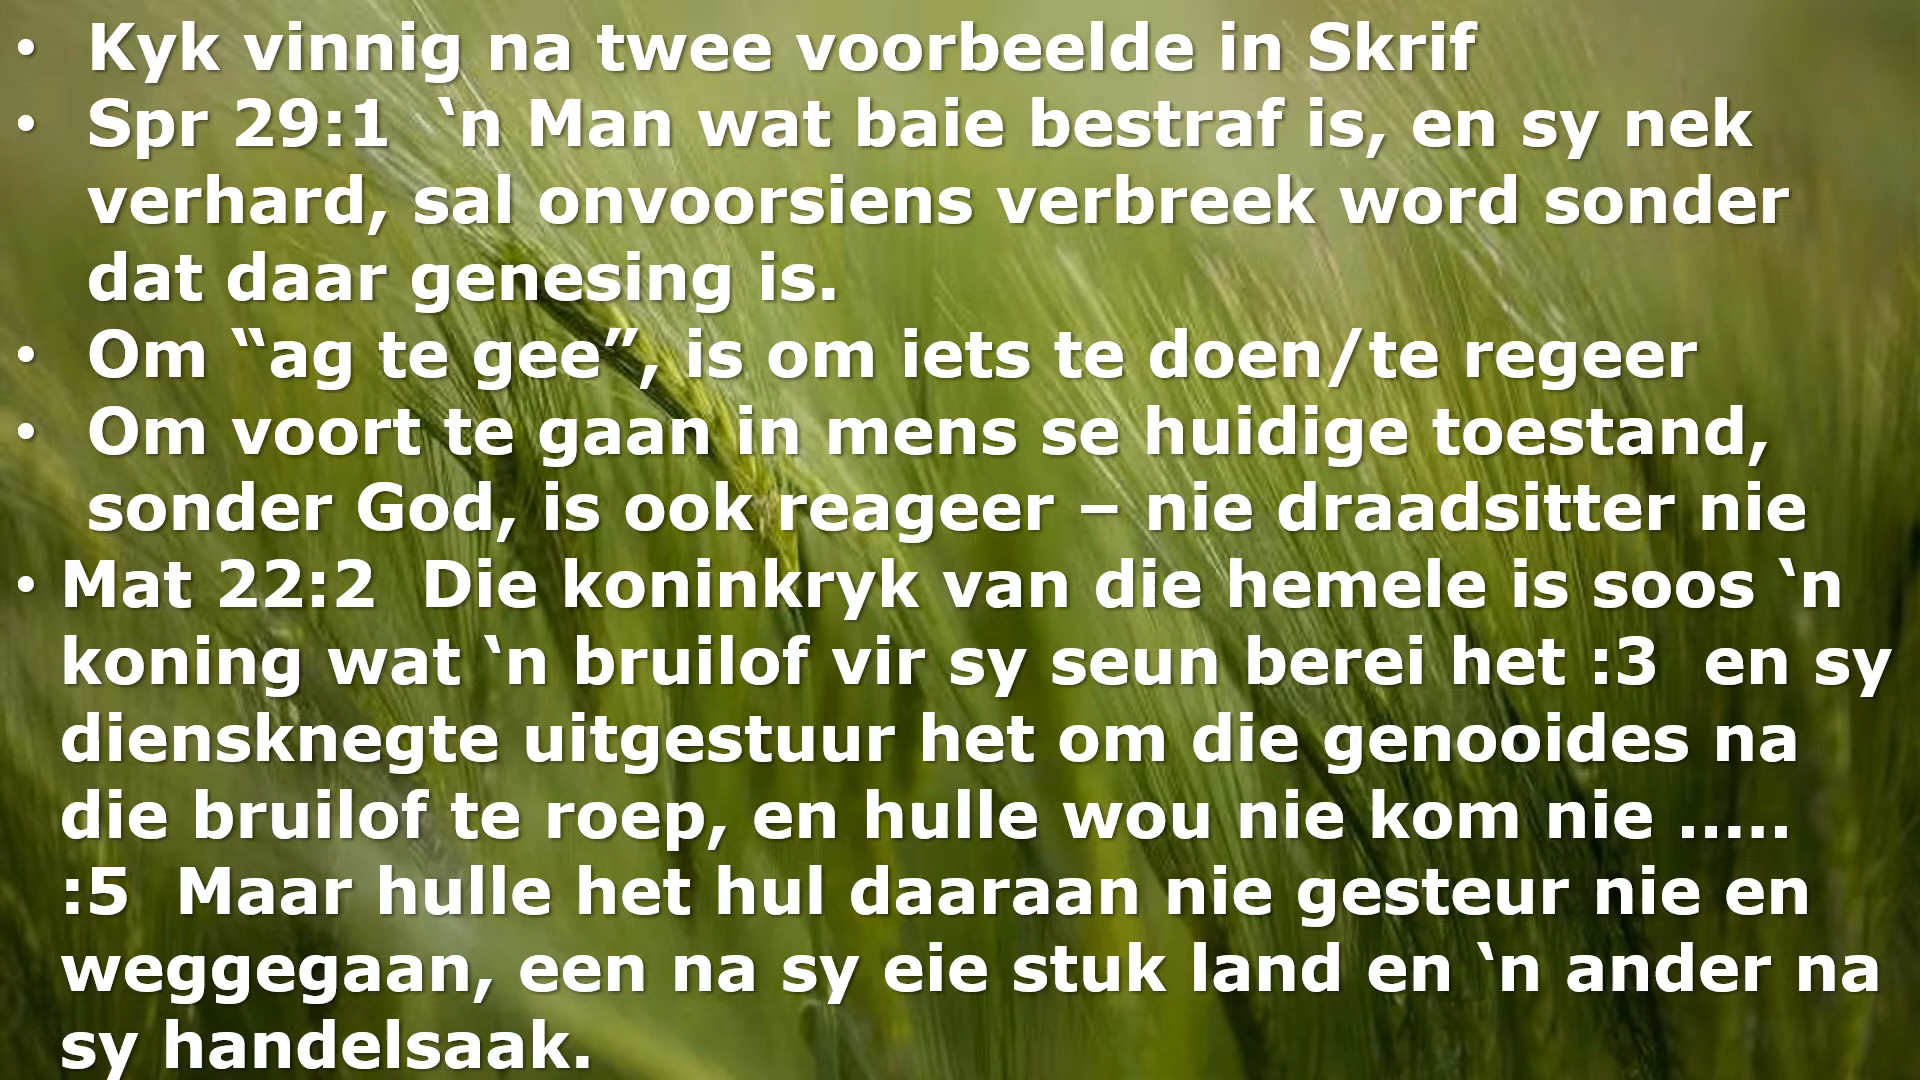 • Kyk vinnig na twee voorbeelde in Skrif
• Spr 29:1 ‘n Man wat baie bestraf is, en sy nek
verhard, sal onvoorsiens verbreek word sonder
dat daar genesing is.
• Om “ag te gee”, is om iets te doen/te regeer
• Om voort te gaan in mens se huidige toestand,
sonder God, is ook reageer – nie draadsitter nie
• Mat 22:2 Die koninkryk van die hemele is soos ‘n
koning wat ‘n bruilof vir sy seun berei het :3 en sy
diensknegte uitgestuur het om die genooides na
die bruilof te roep, en hulle wou nie kom nie …..
:5 Maar hulle het hul daaraan nie gesteur nie en
weggegaan, een na sy eie stuk land en ‘n ander na
sy handelsaak.